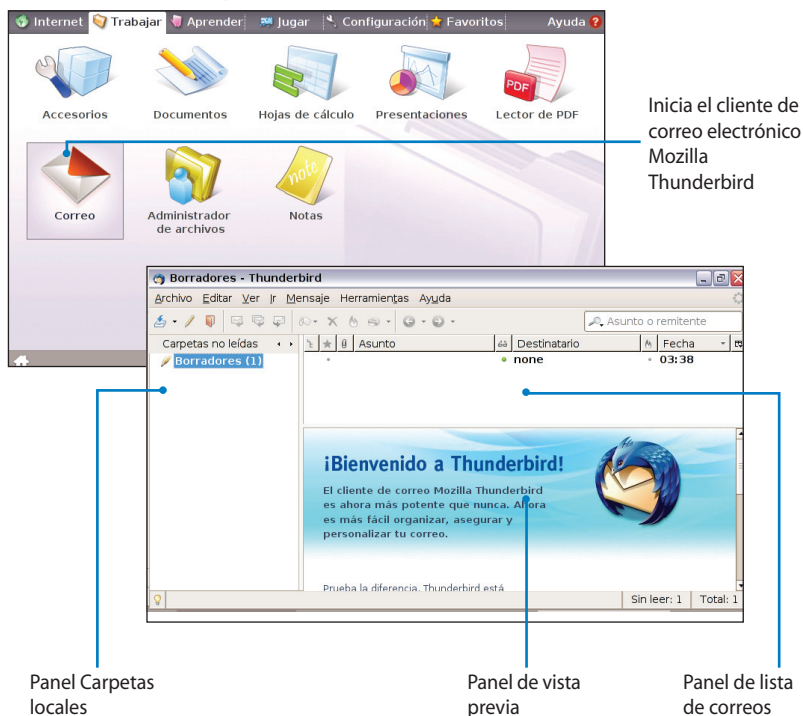 Internet Trabajar Aprender Jugar Configuración Favoritos Ayuda
Accesorios Documentos Hojas de cálculo Presentaciones Lector de PDF
PDF
note
Correo Administrador de archivos Notas
Inicia el cliente de
correo electrónico
Mozilla
Thunderbird
Borradores - Thunderbird
Archivo Editar Ver Ir Mensaje Herramientas Ayuda
Asunto o remitente
Carpetas no leídas Asunto Destinatario Fecha
Borradores (1) none 03:38
¡Bienvenido a Thunderbird!
El cliente de correo Mozilla Thunderbird
es ahora más potente que nunca. Ahora
es más fácil organizar, asegurar y
personalizar tu correo.
Prueba la diferencia. Thunderbird está
Sin leer: 1 Total: 1
Panel Carpetas
locales
Panel de vista
previa
Panel de lista
de correos